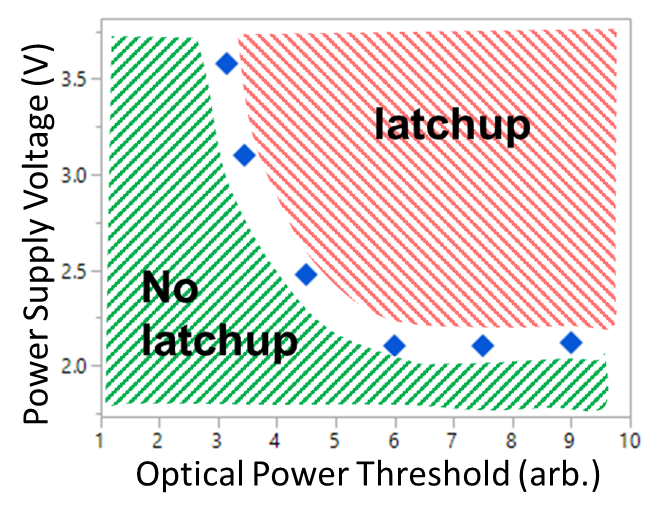 Power Supply Voltage (V)
3.5
3.0
2.5
2.0
latchup
No
latchup
1 2 3 4 5 6 7 8 9 10
Optical Power Threshold (arb.)